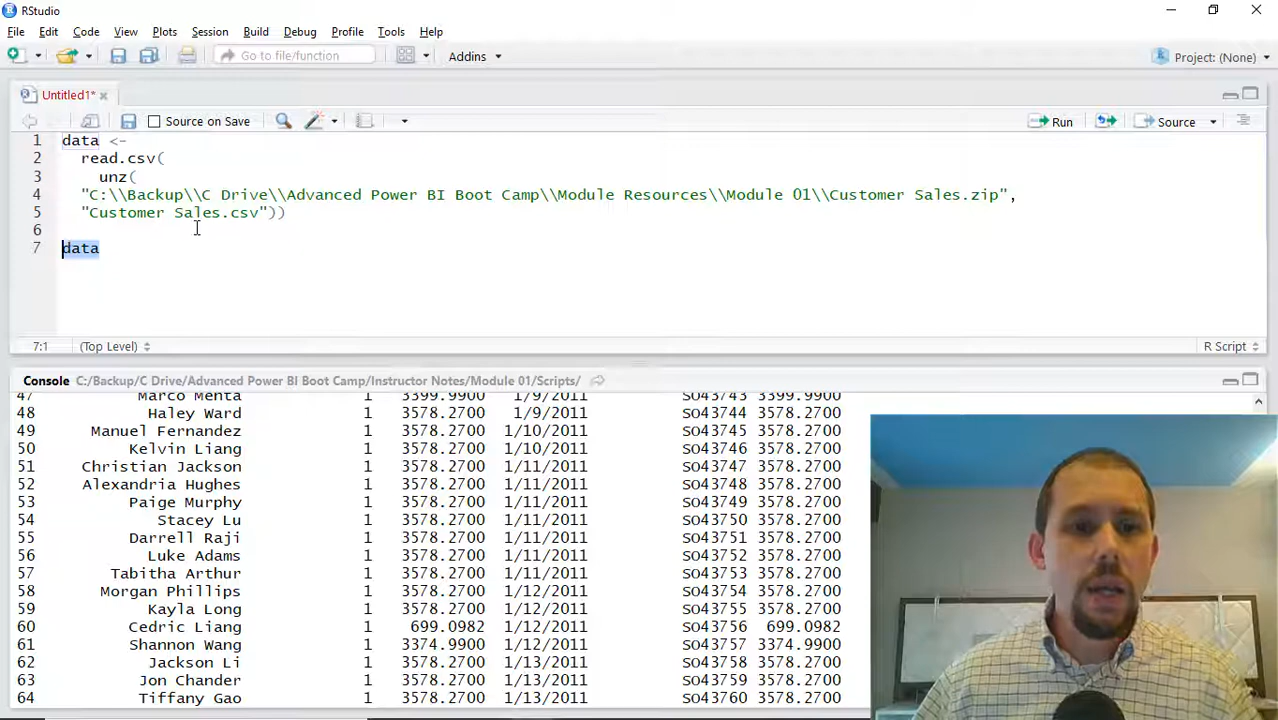 RStudio
File Edit Code View Plots Session Build Debug Profile Tools Help
Go to file/function Addins Project: (None)
Untitled1*
Source on Save Run Source
1 data <-
2 read.csv(
3 unz(
4 "C:\\Backup\\C Drive\\Advanced Power BI Boot Camp\\Module Resources\\Module 01\\Customer Sales.zip",
5 "Customer Sales.csv"))
6
7 data
7:1 (Top Level) R Script
Console C:/Backup/C Drive/Advanced Power BI Boot Camp/Instructor Notes/Module 01/Scripts/
47 Marco Mehta 1 3399.9900 1/9/2011 SO43743 3399.9900
48 Haley Ward 1 3578.2700 1/9/2011 SO43744 3578.2700
49 Manuel Fernandez 1 3578.2700 1/10/2011 SO43745 3578.2700
50 Kelvin Liang 1 3578.2700 1/10/2011 SO43746 3578.2700
51 Christian Jackson 1 3578.2700 1/11/2011 SO43747 3578.2700
52 Alexandria Hughes 1 3578.2700 1/11/2011 SO43748 3578.2700
53 Paige Murphy 1 3578.2700 1/11/2011 SO43749 3578.2700
54 Stacey Lu 1 3578.2700 1/11/2011 SO43750 3578.2700
55 Darrell Raji 1 3578.2700 1/11/2011 SO43751 3578.2700
56 Luke Adams 1 3578.2700 1/11/2011 SO43752 3578.2700
57 Tabitha Arthur 1 3578.2700 1/11/2011 SO43753 3578.2700
58 Morgan Phillips 1 3578.2700 1/12/2011 SO43754 3578.2700
59 Kayla Long 1 3578.2700 1/12/2011 SO43755 3578.2700
60 Cedric Liang 1 699.0982 1/12/2011 SO43756 699.0982
61 Shannon Wang 1 3374.9900 1/12/2011 SO43757 3374.9900
62 Jackson Li 1 3578.2700 1/13/2011 SO43758 3578.2700
63 Jon Chander 1 3578.2700 1/13/2011 SO43759 3578.2700
64 Tiffany Gao 1 3578.2700 1/13/2011 SO43760 3578.2700